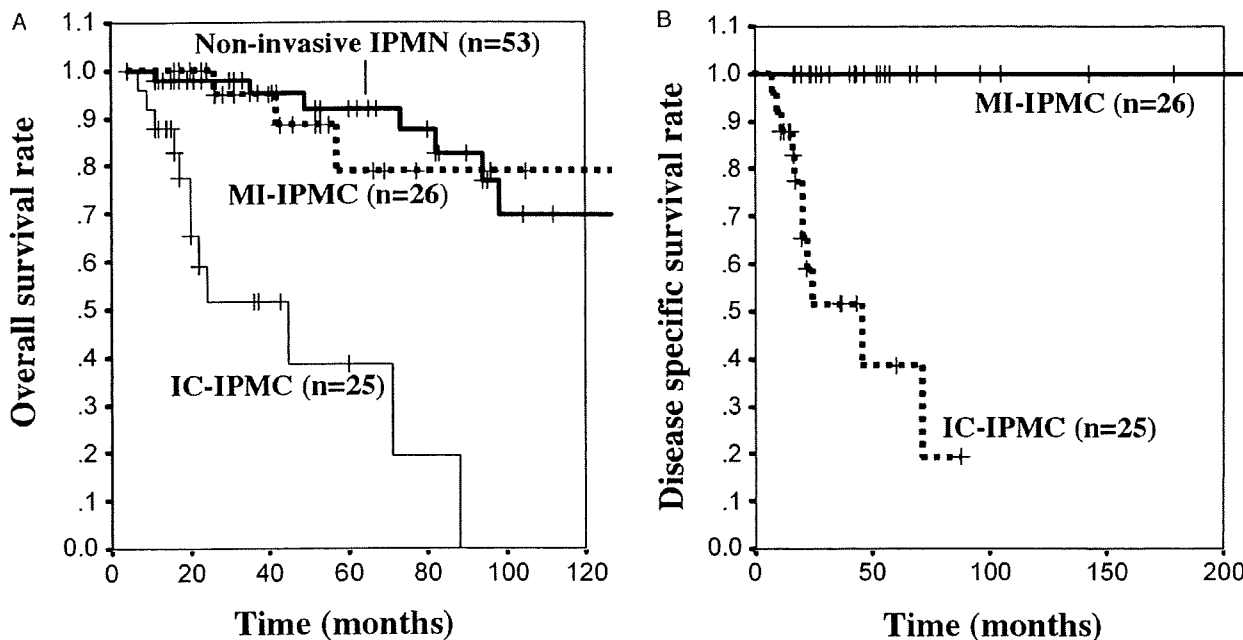 A
Overall survival rate
1.1
1.0
.9
.8
.7
.6
.5
.4
.3
.2
.1
0.0
Non-invasive IPMN (n=53)
MI-IPMC (n=26)
IC-IPMC (n=25)
0 20 40 60 80 100 120
Time (months)
B
Disease specific survival rate
1.1
1.0
.9
.8
.7
.6
.5
.4
.3
.2
.1
0.0
MI-IPMC (n=26)
IC-IPMC (n=25)
0 50 100 150 200
Time (months)